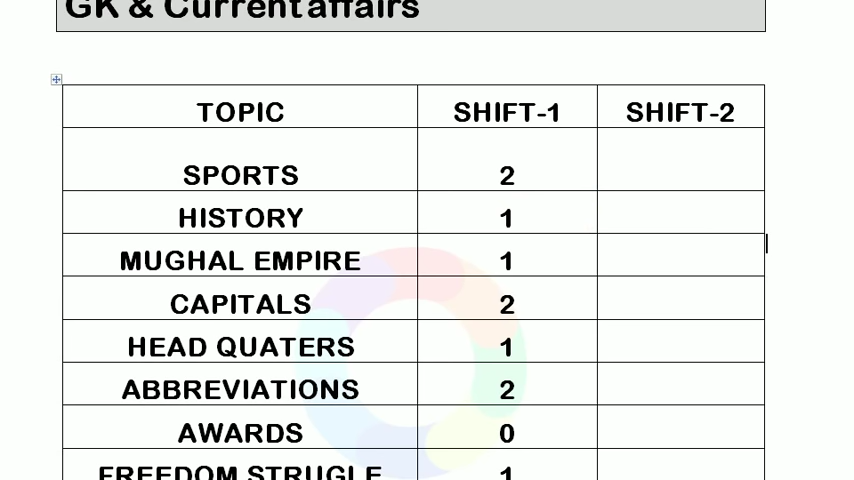 GK & Current affairs
TOPIC SHIFT-1 SHIFT-2
SPORTS 2
HISTORY 1
MUGHAL EMPIRE 1
CAPITALS 2
HEAD QUATERS 1
ABBREVIATIONS 2
AWARDS 0
FREEDOM STRUGLE 1